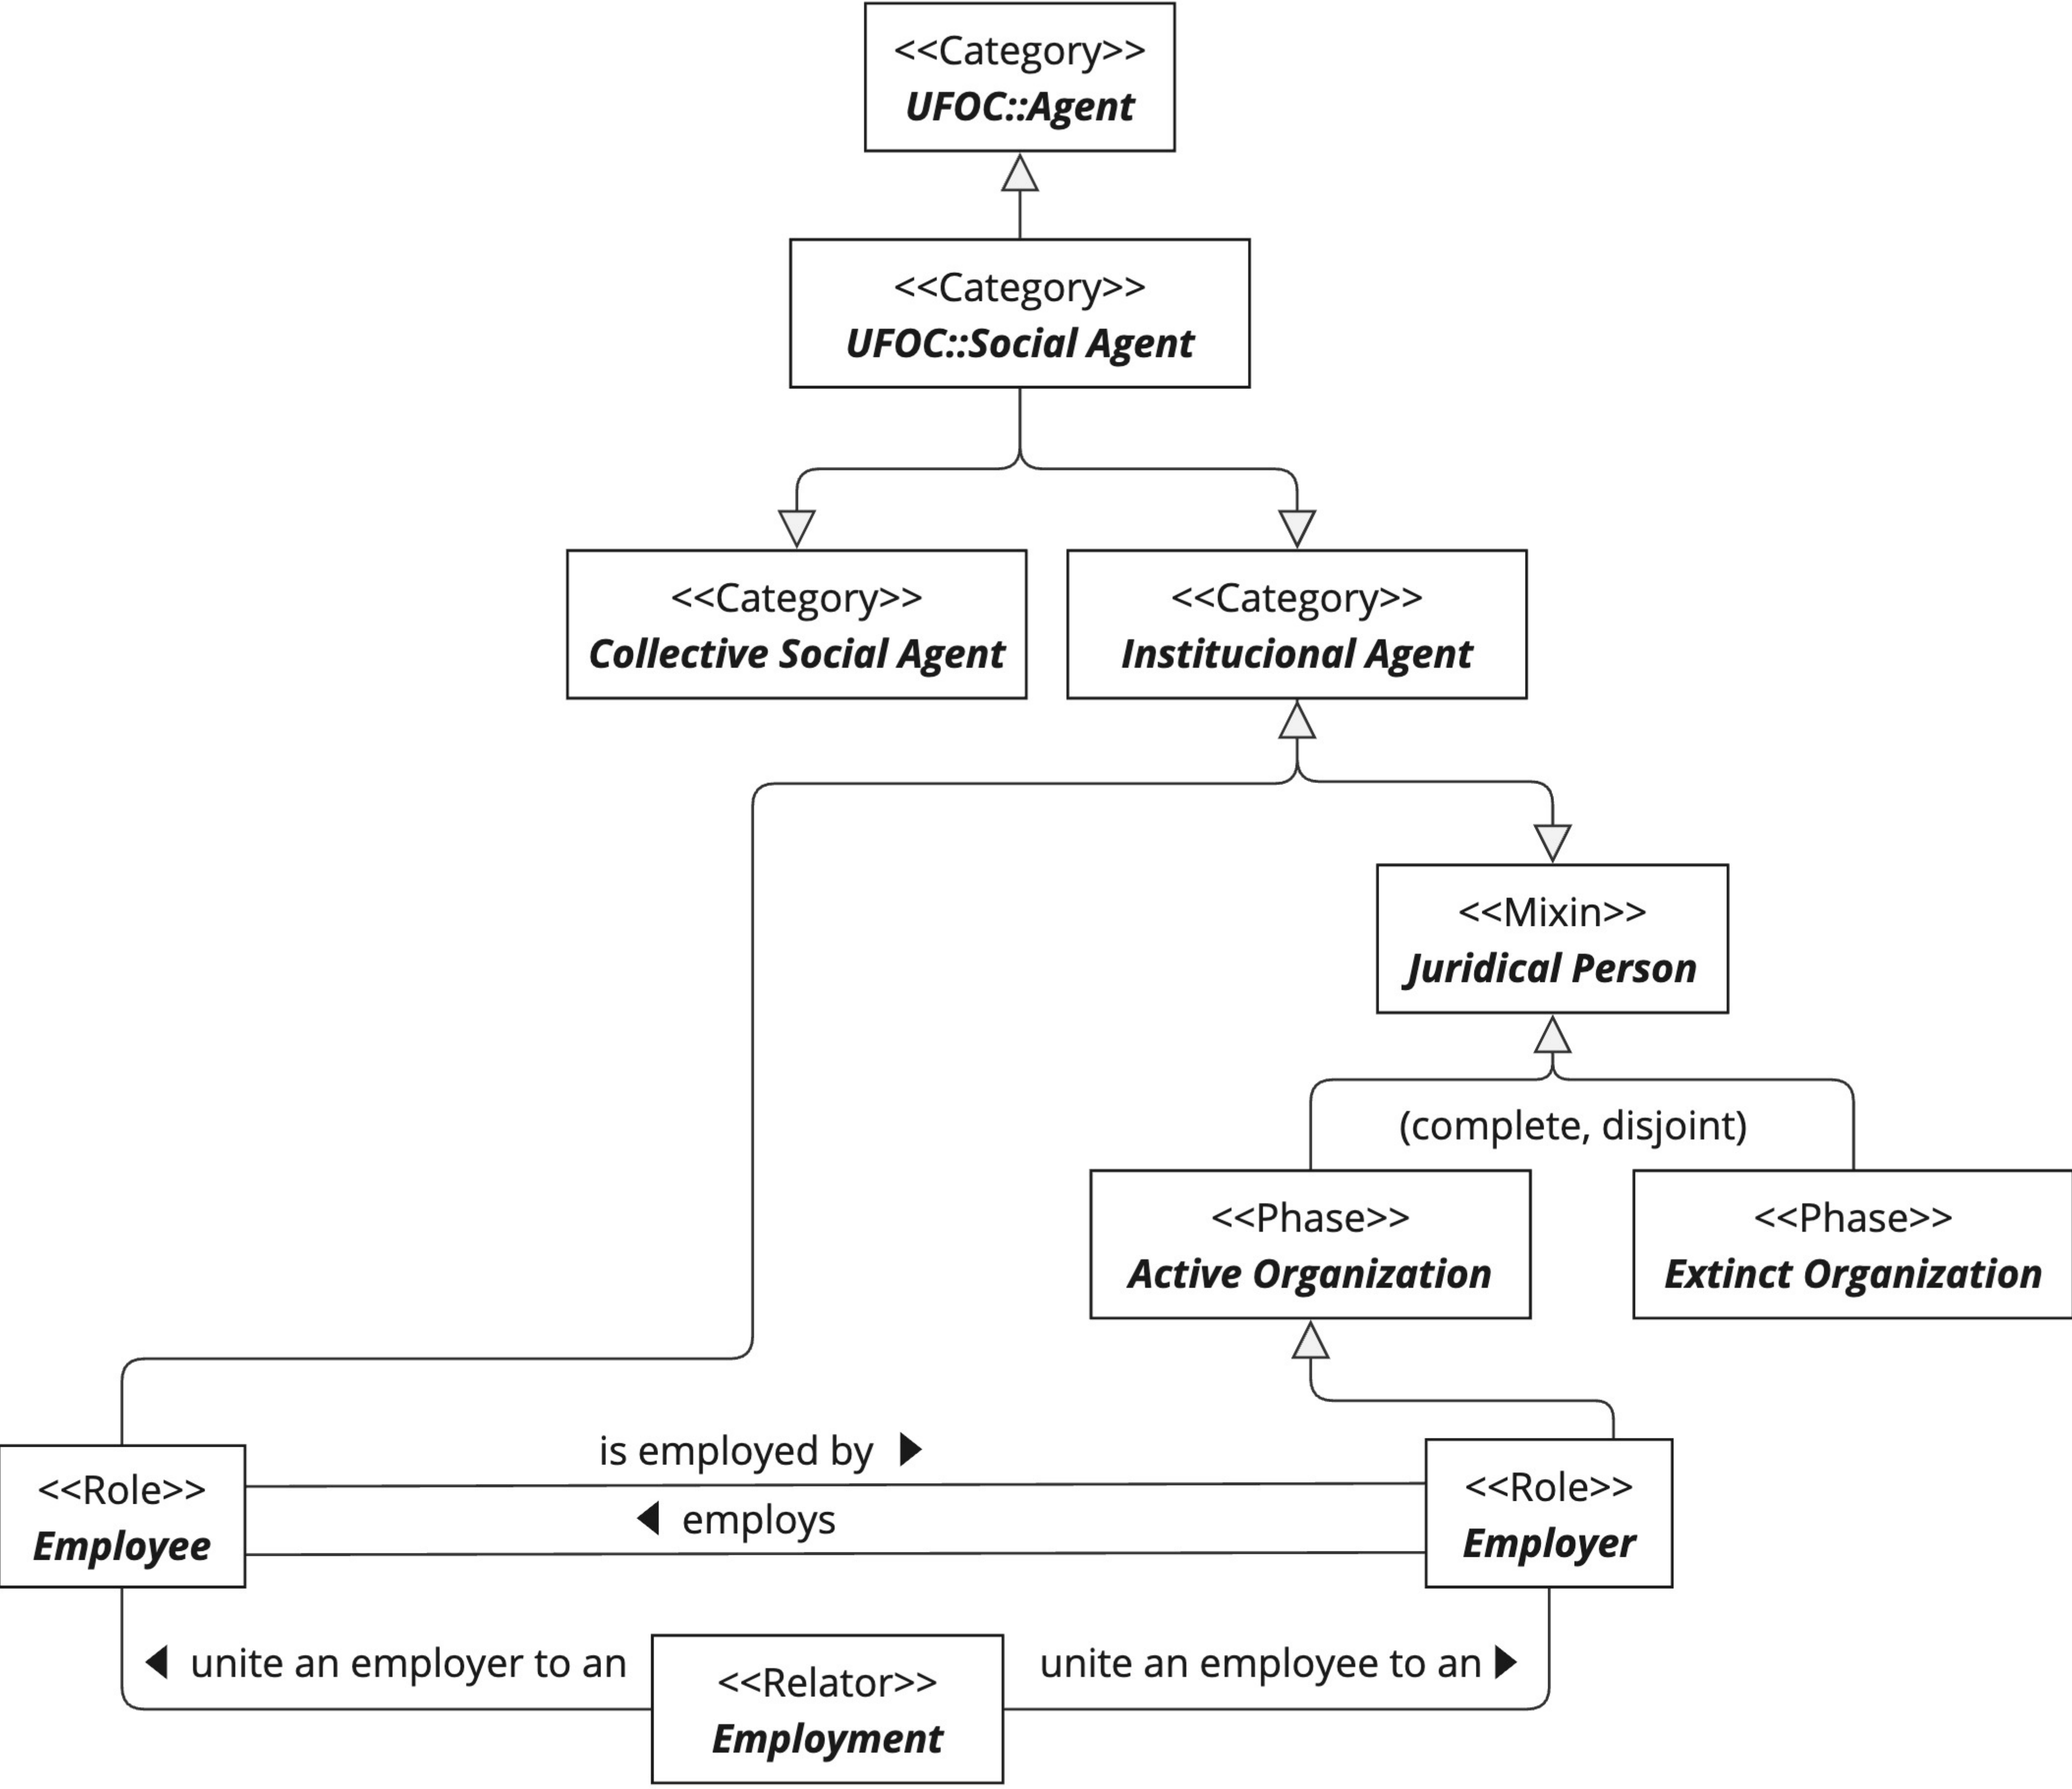 <<Category>>
UFOC::Agent
<<Category>>
UFOC::Social Agent
<<Category>>
Collective Social Agent
<<Category>>
Institucional Agent
<<Mixin>>
Juridical Person
(complete, disjoint)
<<Phase>>
Active Organization
<<Phase>>
Extinct Organization
is employed by
employs
<<Role>>
Employee
<<Role>>
Employer
unite an employer to an
unite an employee to an
<<Relator>>
Employment